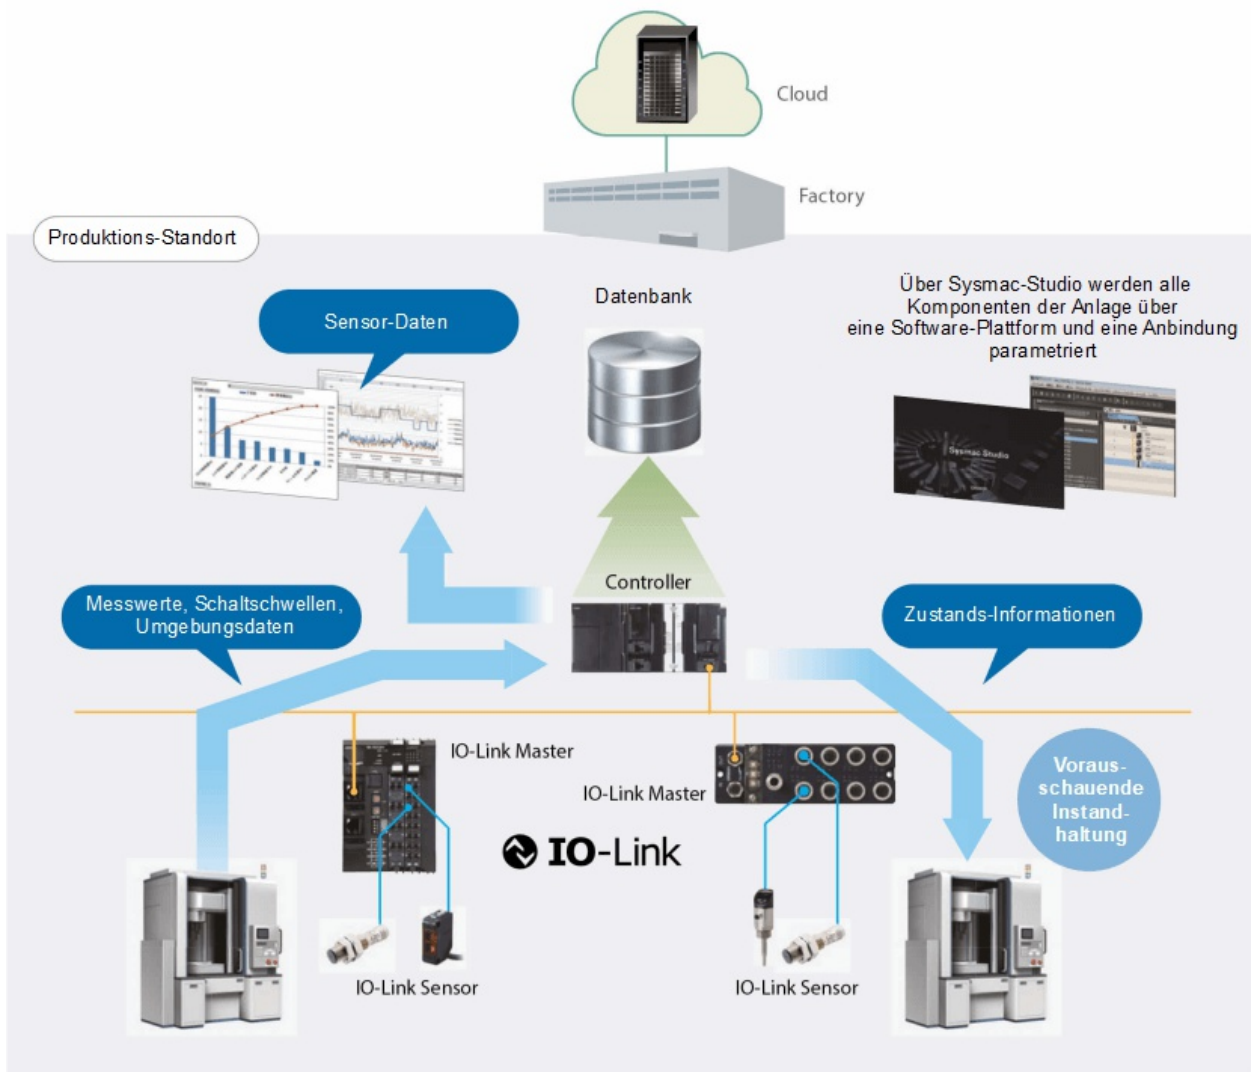 Cloud
Factory
Produktions-Standort
Sensor-Daten
Datenbank
Über Sysmac-Studio werden alle
Komponenten der Anlage über
eine Software-Plattform und eine Anbindung
parametriert
Sysmac Studio
Controller
Messwerte, Schaltschwellen,
Umgebungsdaten
Zustands-Informationen
IO-Link Master
IO-Link Master
Voraus-
schauende
Instand-
haltung
IO-Link
IO-Link Sensor
IO-Link Sensor